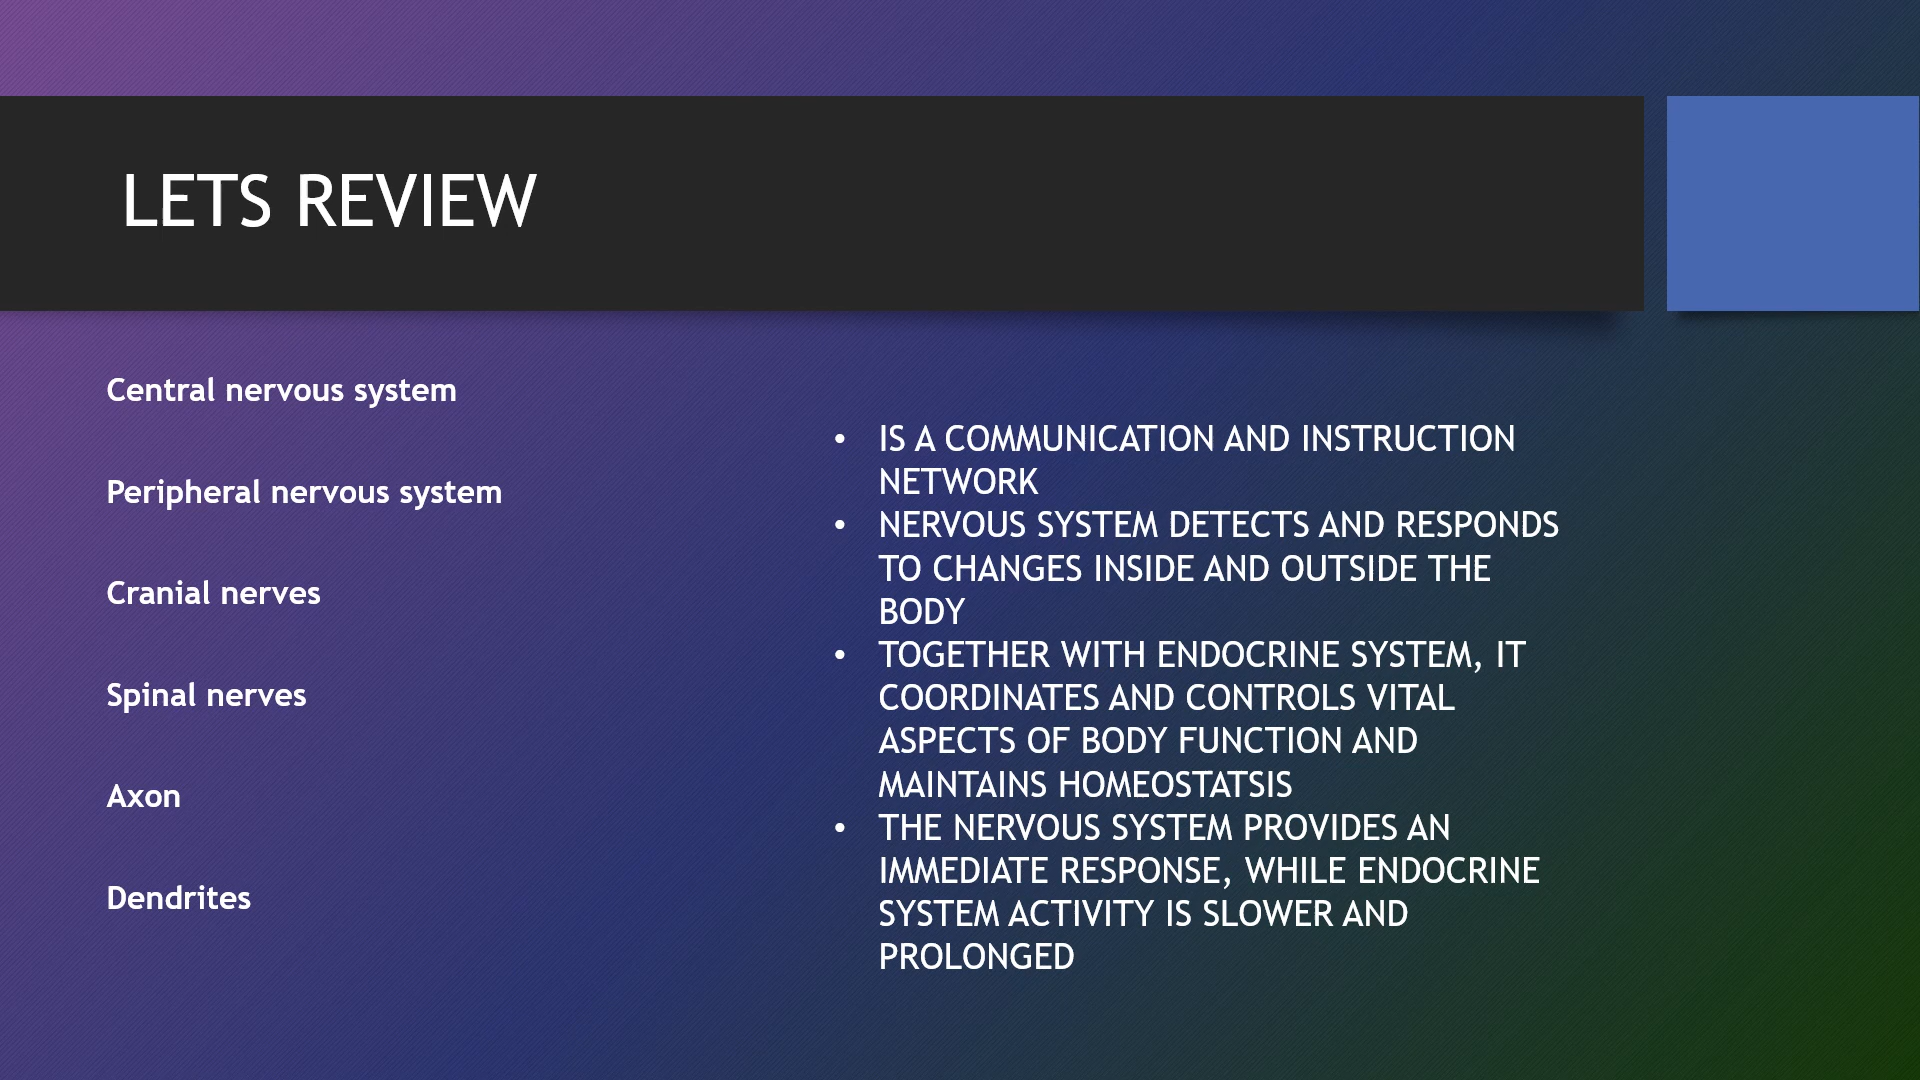 LETS REVIEW
Central nervous system
Peripheral nervous system
Cranial nerves
Spinal nerves
Axon
Dendrites
• IS A COMMUNICATION AND INSTRUCTION
NETWORK
• NERVOUS SYSTEM DETECTS AND RESPONDS
TO CHANGES INSIDE AND OUTSIDE THE
BODY
• TOGETHER WITH ENDOCRINE SYSTEM, IT
COORDINATES AND CONTROLS VITAL
ASPECTS OF BODY FUNCTION AND
MAINTAINS HOMEOSTATSIS
• THE NERVOUS SYSTEM PROVIDES AN
IMMEDIATE RESPONSE, WHILE ENDOCRINE
SYSTEM ACTIVITY IS SLOWER AND
PROLONGED